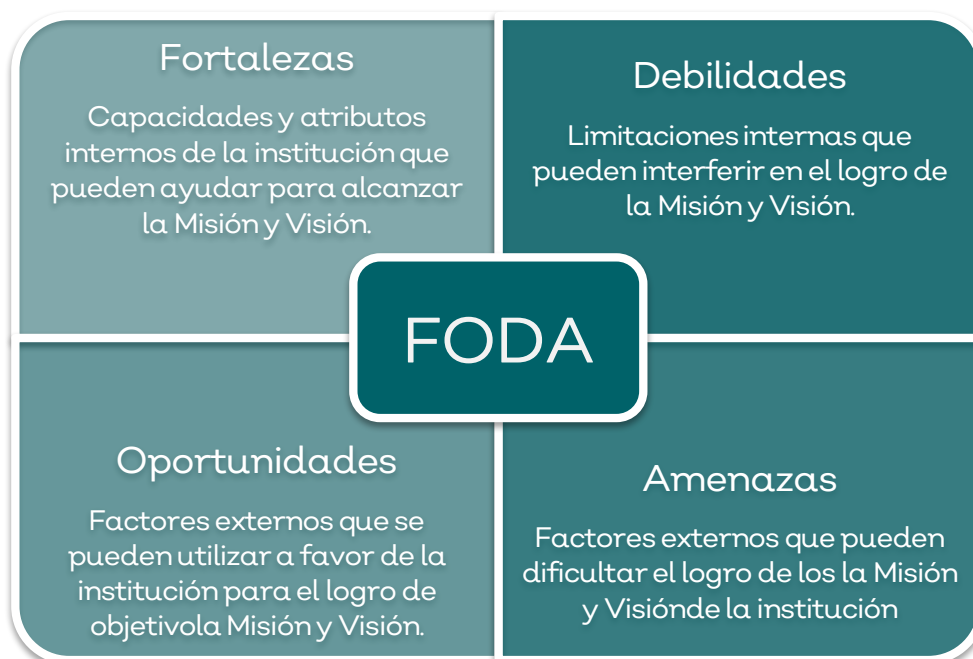 Fortalezas
Capacidades y atributos
internos de la institución que
pueden ayudar para alcanzar
la Misión y Visión.
Debilidades
Limitaciones internas que
pueden interferir en el logro de
la Misión y Visión.
FODA
Oportunidades
Factores externos que se
pueden utilizar a favor de la
institución para el logro de
objetivola Misión y Visión.
Amenazas
Factores externos que pueden
dificultar el logro de los la Misión
y Visiónde la institución